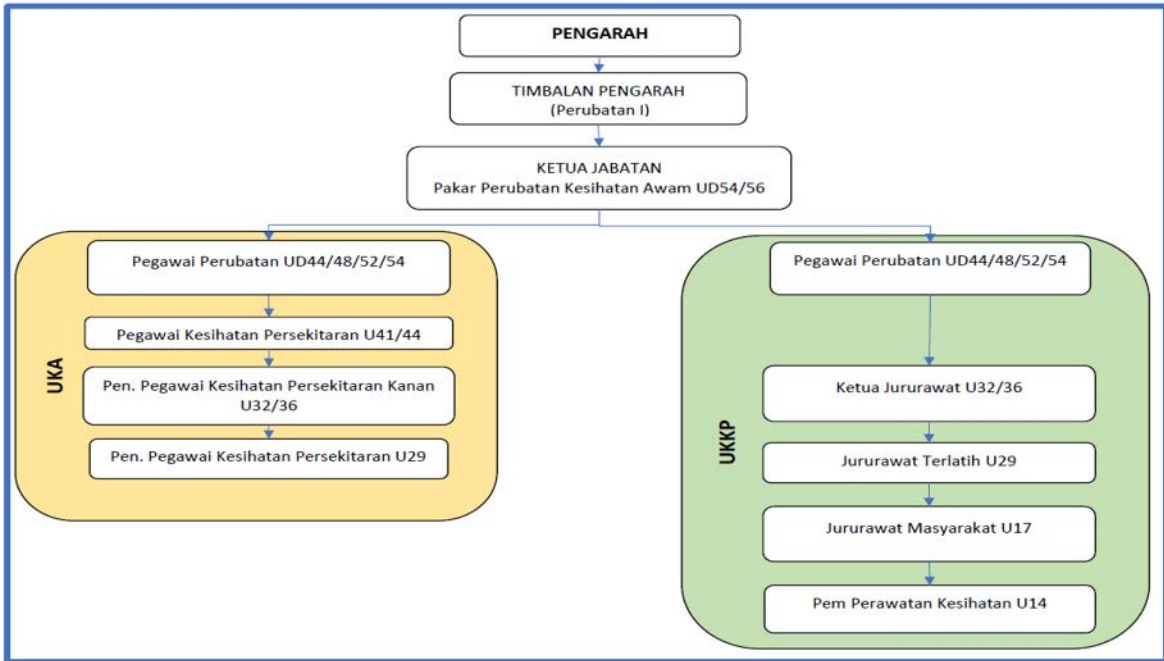 PENGARAH
TIMBALAN PENGARAH
(Perubatan I)
KETUA JABATAN
Pakar Perubatan Kesihatan Awam UD54/56
UKA
Pegawai Perubatan UD44/48/52/54
Pegawai Kesihatan Persekitaran U41/44
Pen. Pegawai Kesihatan Persekitaran Kanan
U32/36
Pen. Pegawai Kesihatan Persekitaran U29
UKKP
Pegawai Perubatan UD44/48/52/54
Ketua Jururawat U32/36
Jururawat Terlatih U29
Jururawat Masyarakat U17
Pem Perawatan Kesihatan U14